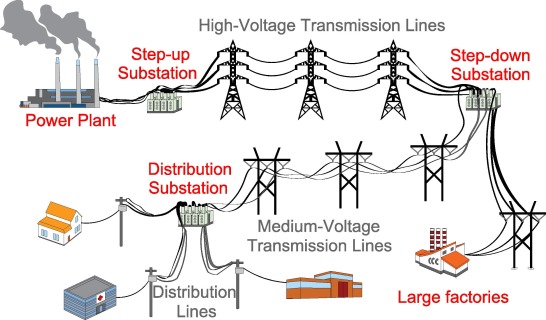 High-Voltage Transmission Lines
Step-up
Substation
Step-down
Substation
Power Plant
Distribution
Substation
Medium-Voltage
Transmission Lines
Distribution
Lines
Large factories